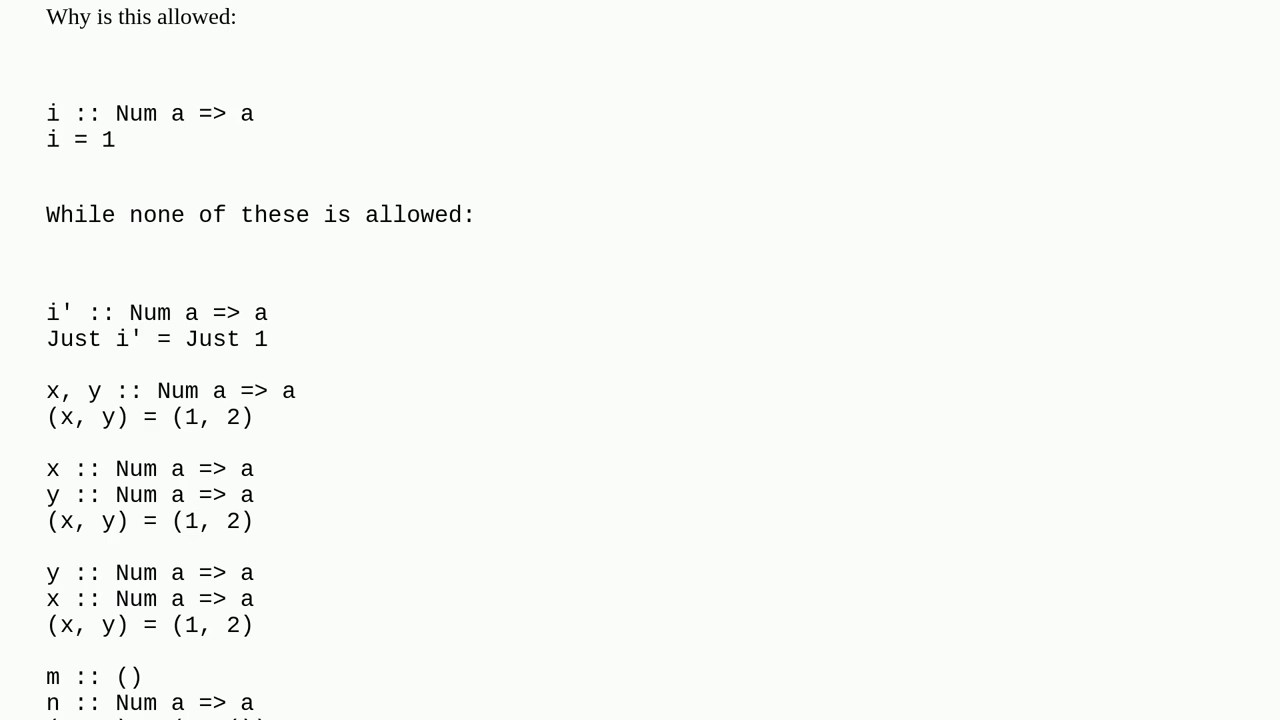 Why is this allowed:
i :: Num a => a
i = 1
While none of these is allowed:
i' :: Num a => a
Just i' = Just 1
x, y :: Num a => a
(x, y) = (1, 2)
x :: Num a => a
y :: Num a => a
(x, y) = (1, 2)
y :: Num a => a
x :: Num a => a
(x, y) = (1, 2)
m :: ()
n :: Num a => a